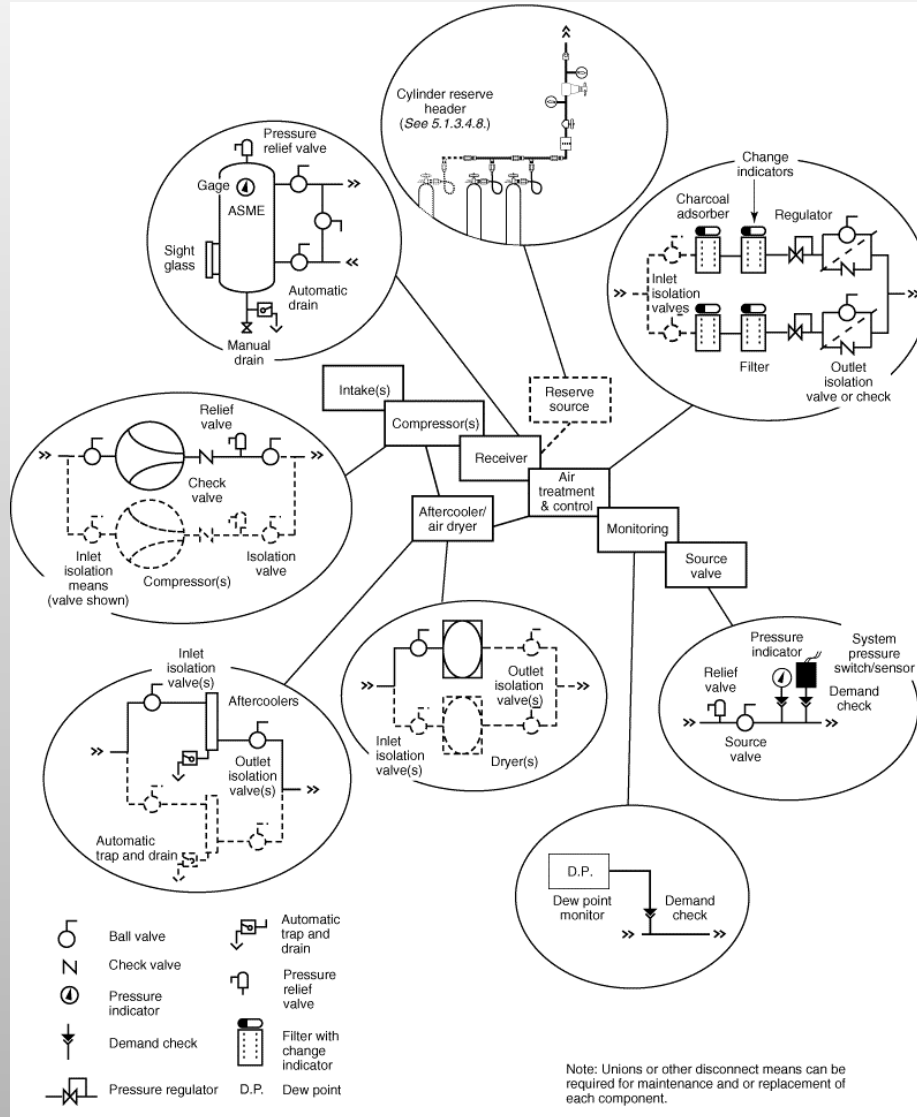 Cylinder reserve
header
(See 5.1.3.4.8.)
Pressure
relief valve
Gage
ASME
Sight
glass
Automatic
drain
Manual
drain
Change
indicators
Charcoal
adsorber
Regulator
Inlet
isolation
valves
Filter
Outlet
isolation
valve or check
Intake(s)
Compressor(s)
Receiver
Reserve
source
Air
treatment
& control
Aftercooler/
air dryer
Monitoring
Source
valve
Relief
valve
Check
valve
Inlet
isolation
means
(valve shown)
Compressor(s)
Isolation
valve
Inlet
isolation
valve(s)
Aftercoolers
Outlet
isolation
valve(s)
Automatic
trap and drain
Outlet
isolation
valve(s)
Inlet
isolation
valve(s)
Dryer(s)
Pressure
indicator
System
pressure
switch/sensor
Relief
valve
Demand
check
Source
valve
D.P.
Dew point
monitor
Demand
check
Ball valve
Check valve
Pressure
indicator
Demand check
Pressure regulator
Automatic
trap and
drain
Pressure
relief
valve
Filter with
change
indicator
D.P. Dew point
Note: Unions or other disconnect means can be
required for maintenance and or replacement of
each component.